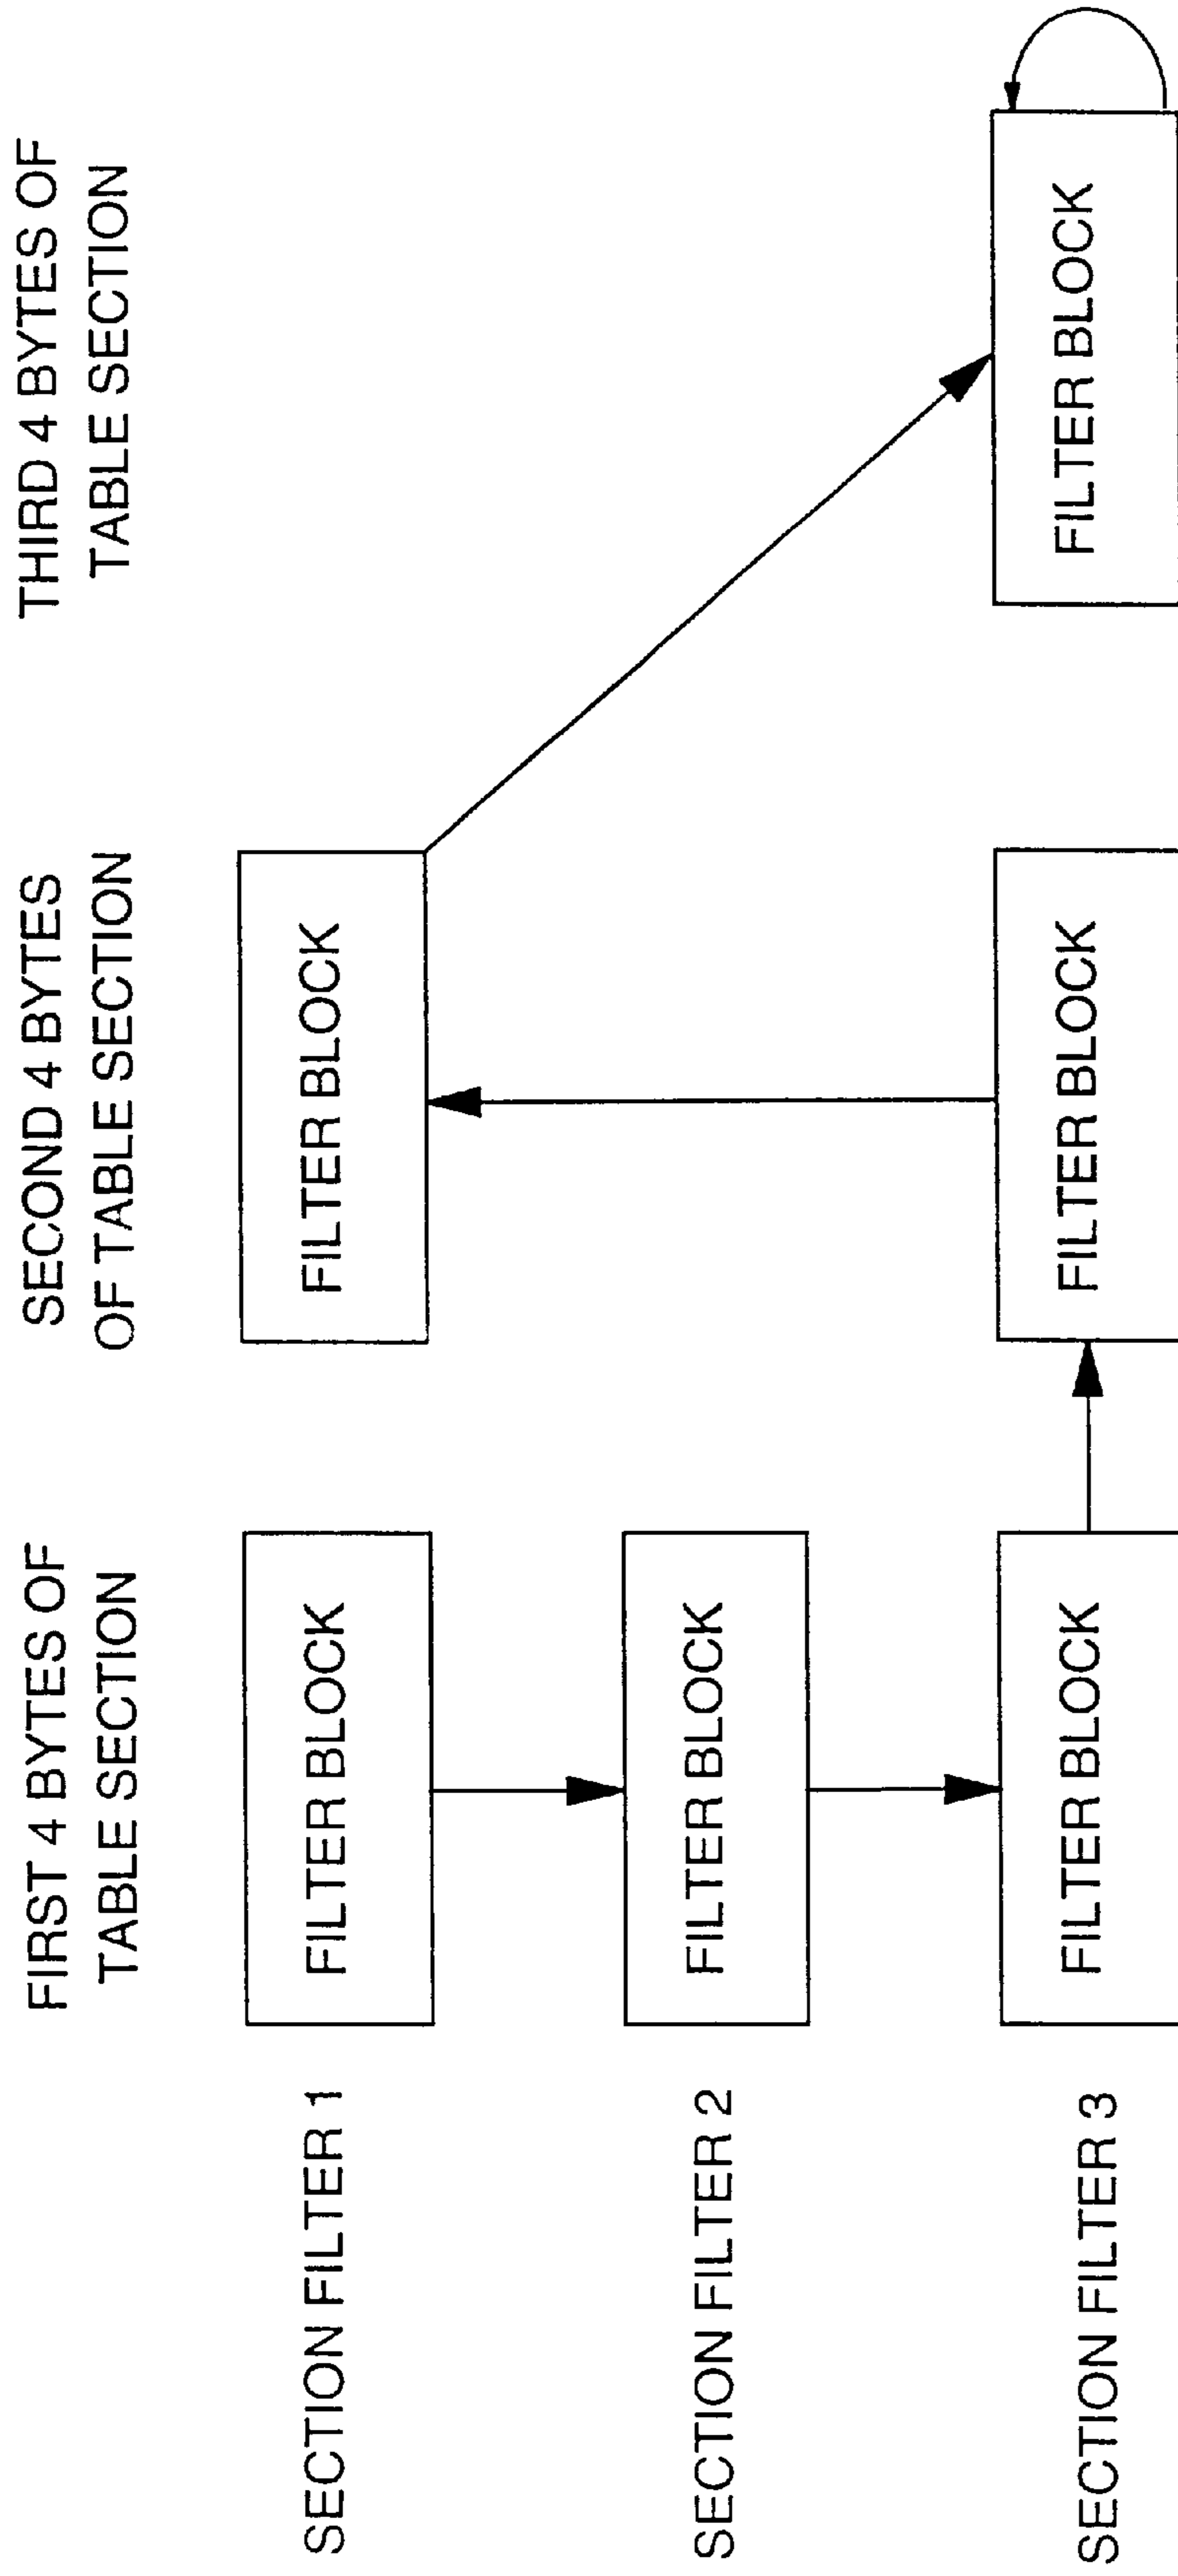 FIRST 4 BYTES OF
TABLE SECTION
SECOND 4 BYTES
OF TABLE SECTION
THIRD 4 BYTES OF
TABLE SECTION
SECTION FILTER 1
FILTER BLOCK
FILTER BLOCK
SECTION FILTER 2
FILTER BLOCK
SECTION FILTER 3
FILTER BLOCK
FILTER BLOCK
FILTER BLOCK